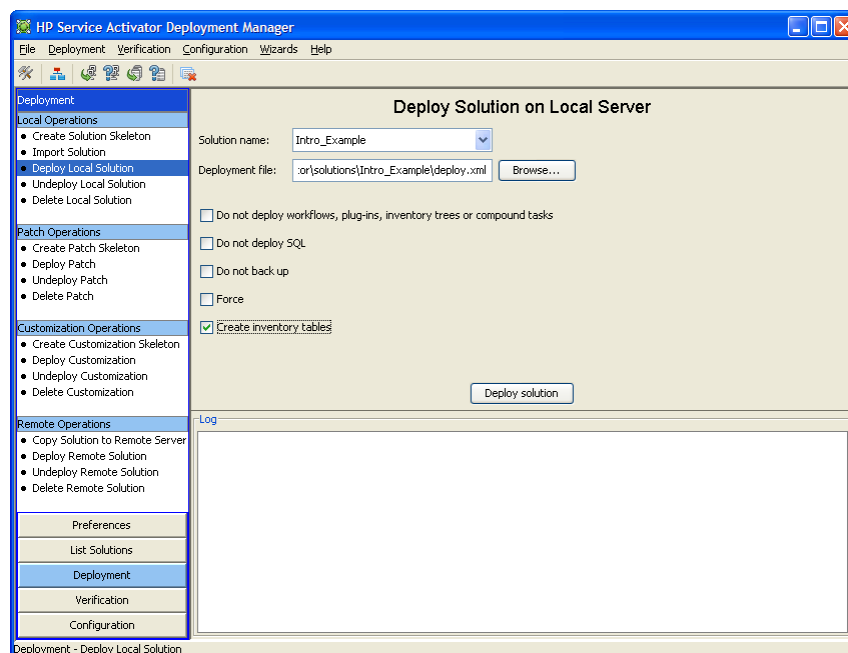 HP Service Activator Deployment Manager
File Deployment Verification Configuration Wizards Help
Deployment
Local Operations
Create Solution Skeleton
Import Solution
Deploy Local Solution
Undeploy Local Solution
Delete Local Solution
Patch Operations
Create Patch Skeleton
Deploy Patch
Undeploy Patch
Delete Patch
Customization Operations
Create Customization Skeleton
Deploy Customization
Undeploy Customization
Delete Customization
Remote Operations
Copy Solution to Remote Server
Deploy Remote Solution
Undeploy Remote Solution
Delete Remote Solution
Preferences
List Solutions
Deployment
Verification
Configuration
Deploy Solution on Local Server
Solution name: Intro_Example
Deployment file: :or\solutions\Intro_Example\deploy.xml Browse...
Do not deploy workflows, plug-ins, inventory trees or compound tasks
Do not deploy SQL
Do not back up
Force
Create inventory tables
Deploy solution
Log
Deployment - Deploy Local Solution